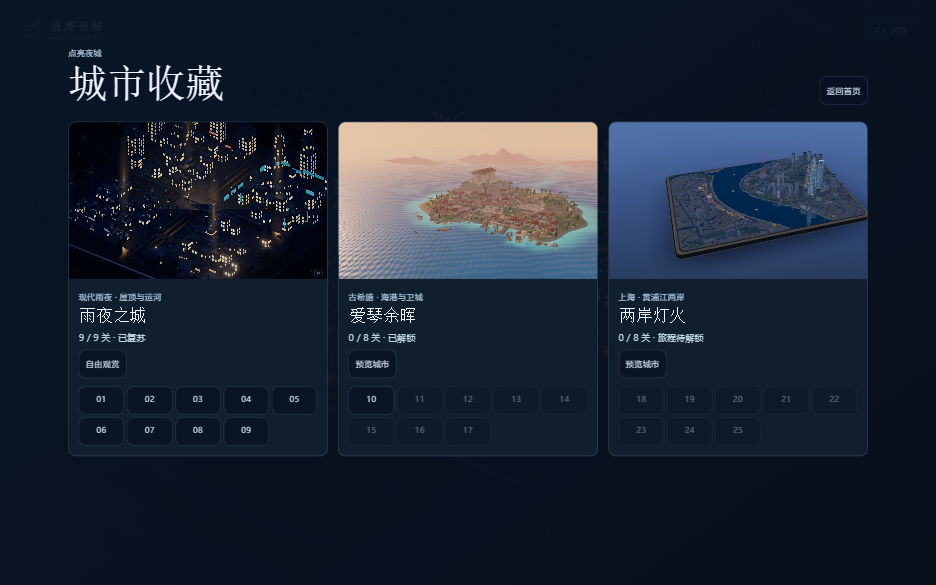 点亮夜城
点亮夜城
城市收藏
返回首页
现代雨夜 · 屋顶与运河
雨夜之城
9 / 9 关 · 已复苏
自由观赏
01 02 03 04 05
06 07 08 09
古希腊 · 海港与卫城
爱琴余晖
0 / 8 关 · 已解锁
预览城市
10 11 12 13 14
15 16 17
上海 · 黄浦江两岸
两岸灯火
0 / 8 关 · 旅程待解锁
预览城市
18 19 20 21 22
23 24 25